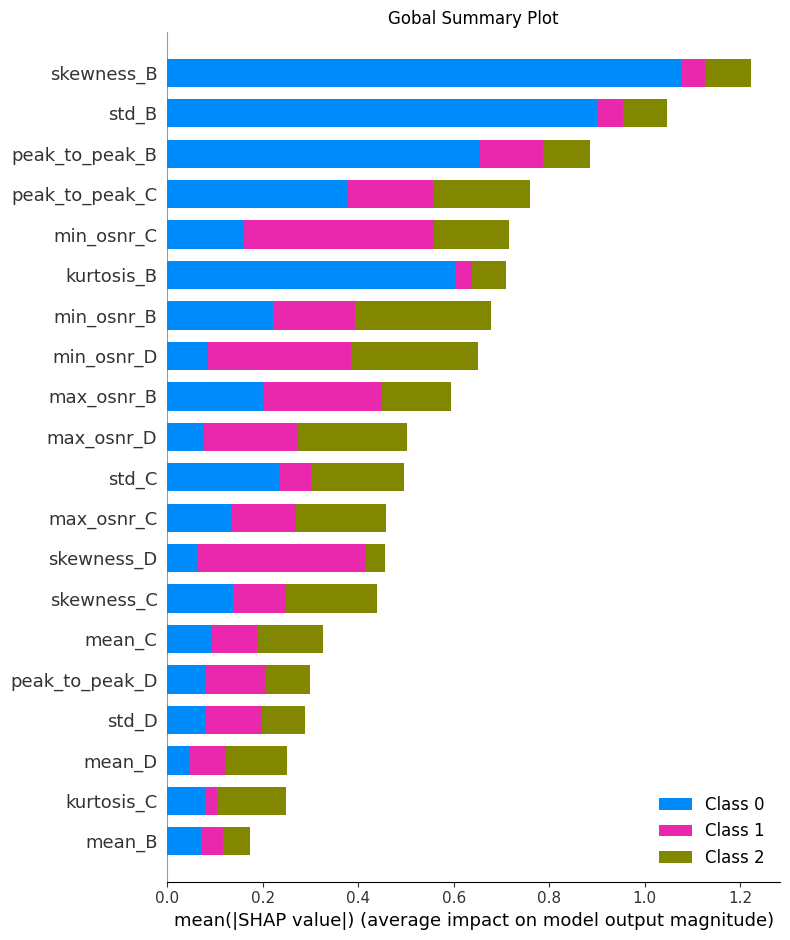 Gobal Summary Plot
skewness_B
std_B
peak_to_peak_B
peak_to_peak_C
min_osnr_C
kurtosis_B
min_osnr_B
min_osnr_D
max_osnr_B
max_osnr_D
std_C
max_osnr_C
skewness_D
skewness_C
mean_C
peak_to_peak_D
std_D
mean_D
kurtosis_C
mean_B
Class 0
Class 1
Class 2
0.0 0.2 0.4 0.6 0.8 1.0 1.2
mean(|SHAP value|) (average impact on model output magnitude)